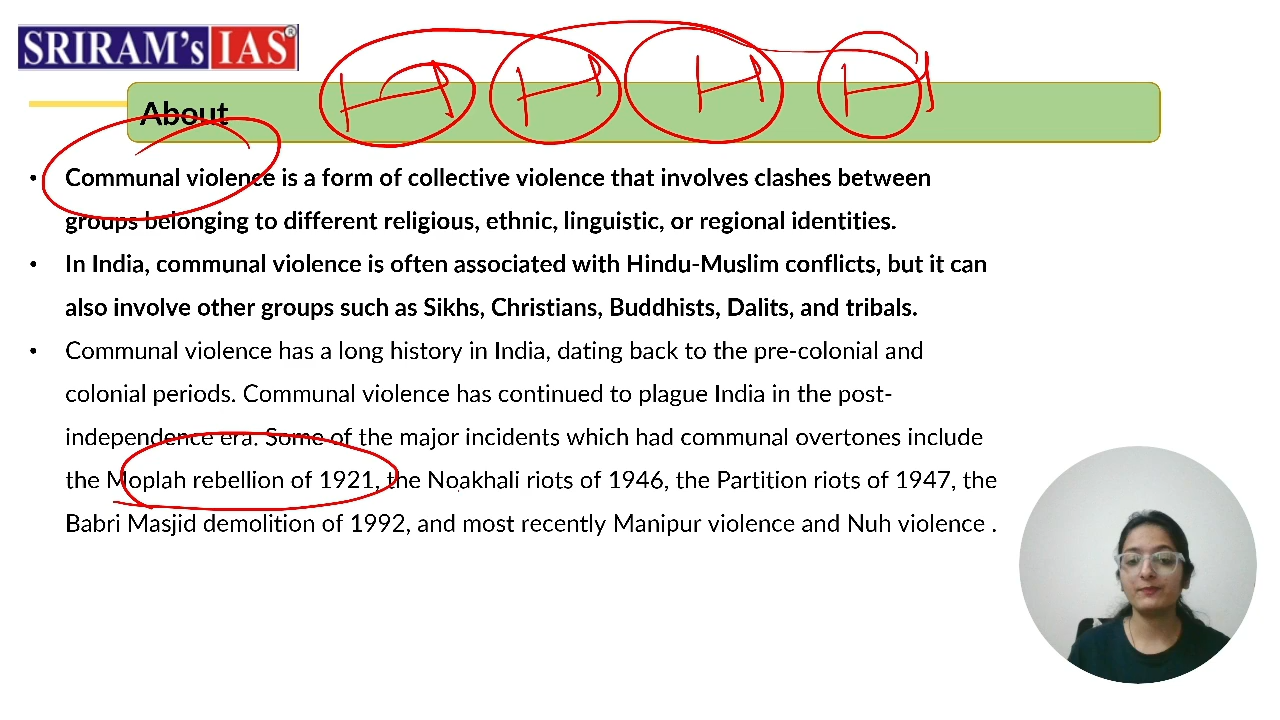 SRIRAM's IAS®
H H H H
About
• Communal violence is a form of collective violence that involves clashes between
groups belonging to different religious, ethnic, linguistic, or regional identities.
• In India, communal violence is often associated with Hindu-Muslim conflicts, but it can
also involve other groups such as Sikhs, Christians, Buddhists, Dalits, and tribals.
• Communal violence has a long history in India, dating back to the pre-colonial and
colonial periods. Communal violence has continued to plague India in the post-
independence era. Some of the major incidents which had communal overtones include
the Moplah rebellion of 1921, the Noakhali riots of 1946, the Partition riots of 1947, the
Babri Masjid demolition of 1992, and most recently Manipur violence and Nuh violence .